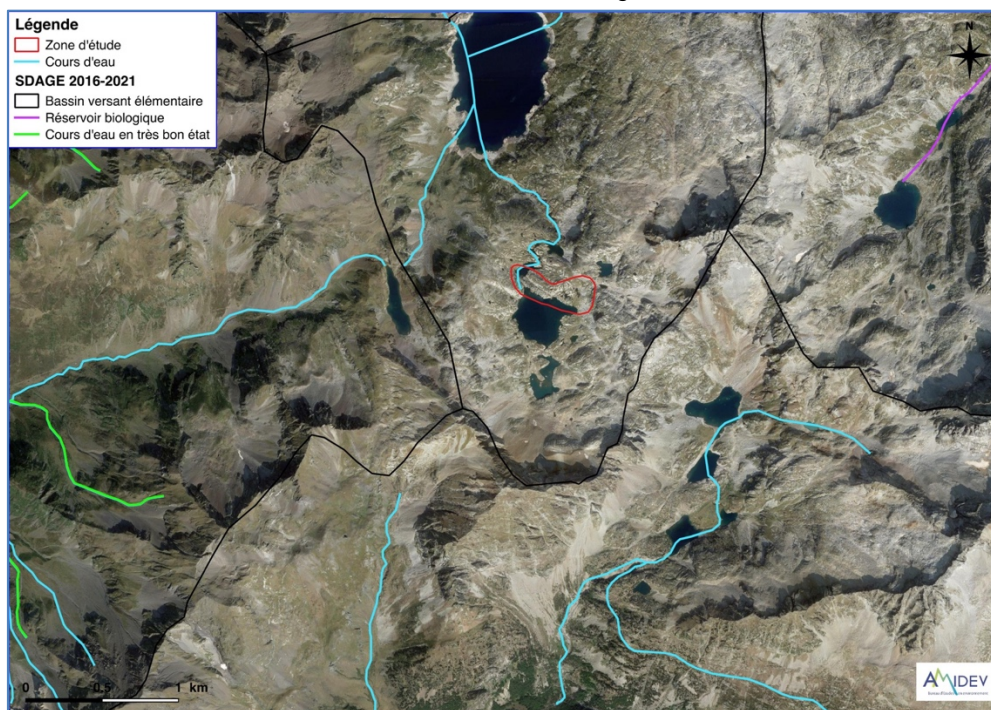 Légende
Zone d'étude
Cours d'eau
SDAGE 2016-2021
Bassin versant élémentaire
Réservoir biologique
Cours d'eau en très bon état
N
0 0.5 1 km
AMIDEV